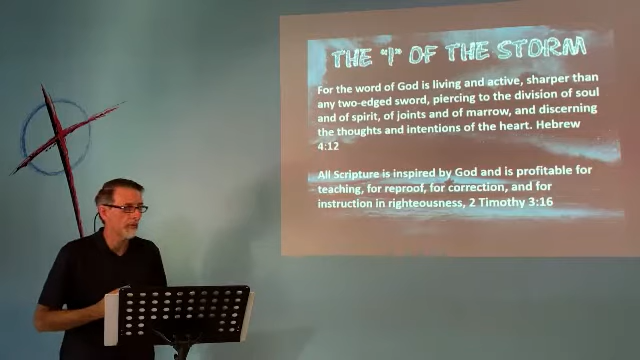 THE "I" OF THE STORM
For the word of God is living and active, sharper than
any two-edged sword, piercing to the division of soul
and of spirit, of joints and of marrow, and discerning
the thoughts and intentions of the heart. Hebrew
4:12
All Scripture is inspired by God and is profitable for
teaching, for reproof, for correction, and for
instruction in righteousness, 2 Timothy 3:16